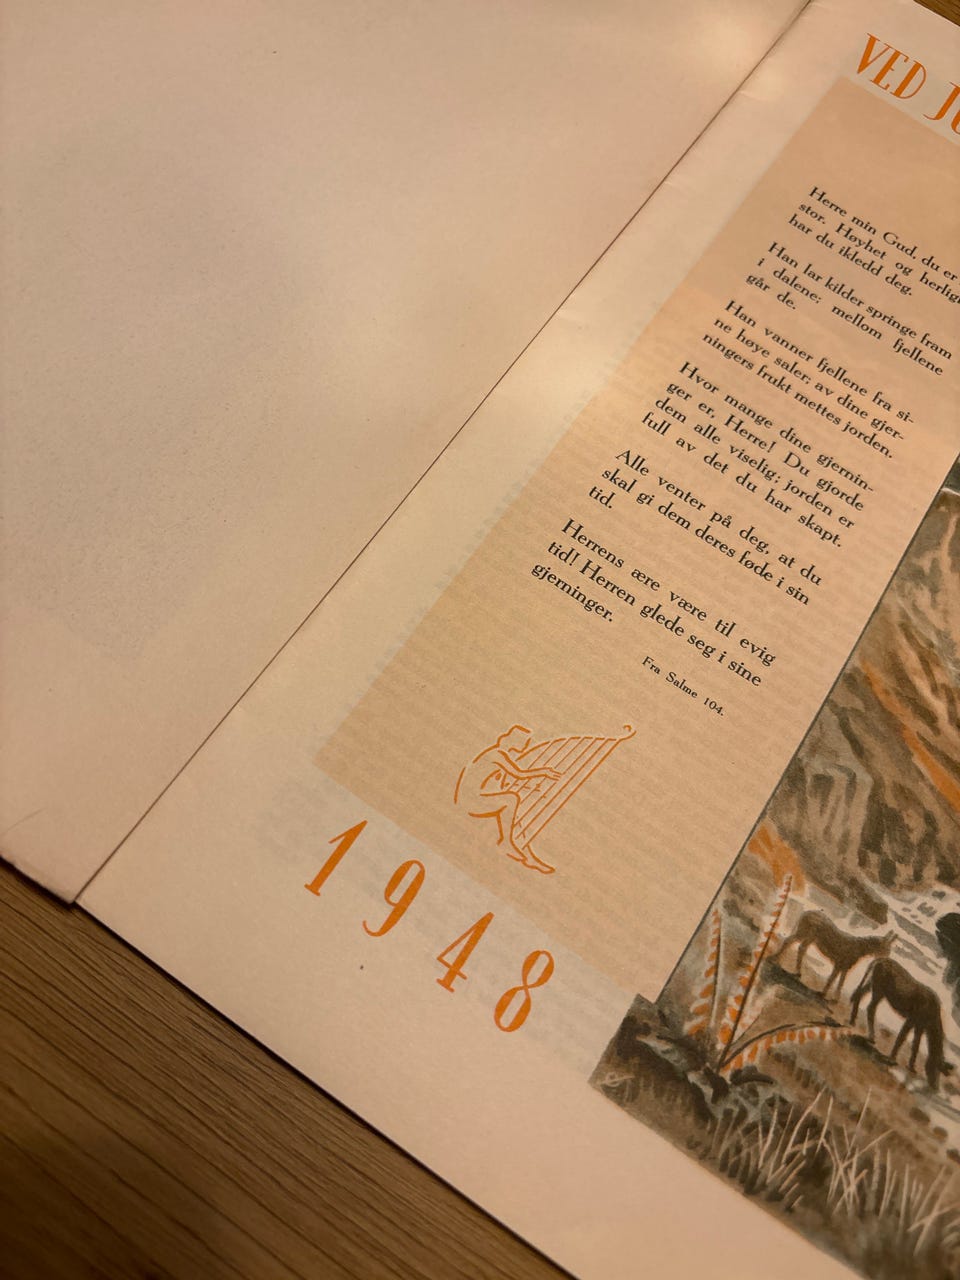 VED
Herre min Gud, du er
stor. Høyhet og
har du ikledd deg.
Han lar kilder springe fram
i dalene; mellom fjellene
går de.
Han vanner fjellene fra si-
ne høye saler; av dine gjer-
ningers frukt mettes jorden.
Hvor mange dine gjernin-
ger er, Herre! Du gjorde
dem alle viselig; jorden er
full av det du har skapt.
Alle venter på deg, at du
skal gi dem deres føde i sin
tid.
Herrens ære være til evig
tid! Herren glede seg i sine
gjerninger.
Fra Salme 104.
1948